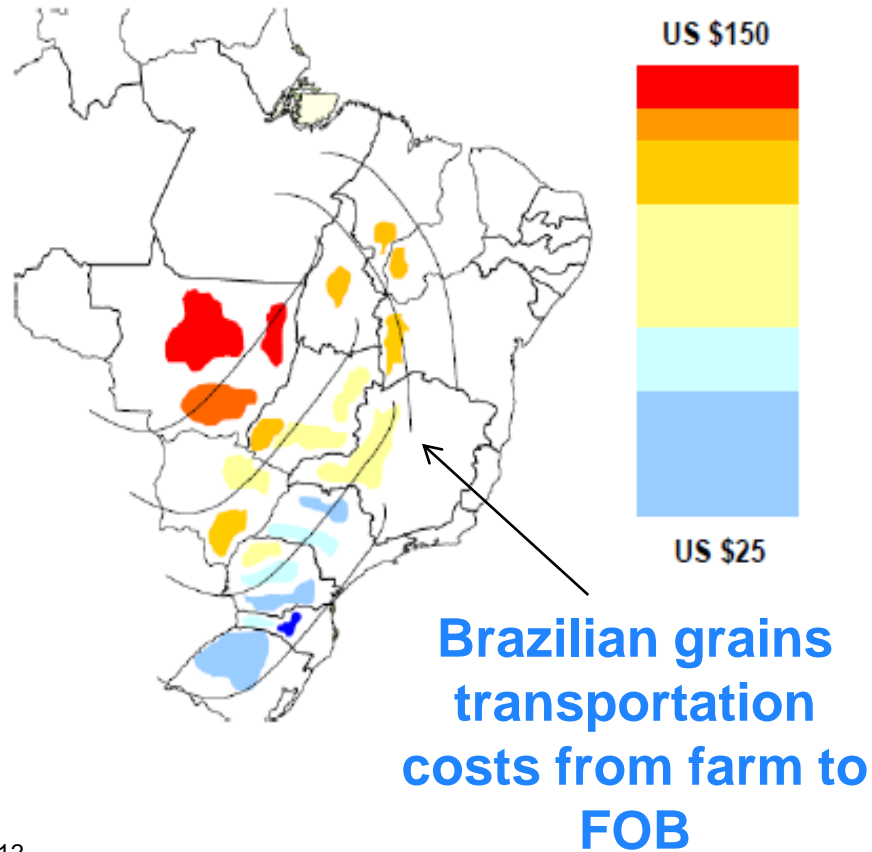 US $150
US $25
Brazilian grains
transportation
costs from farm to
FOB